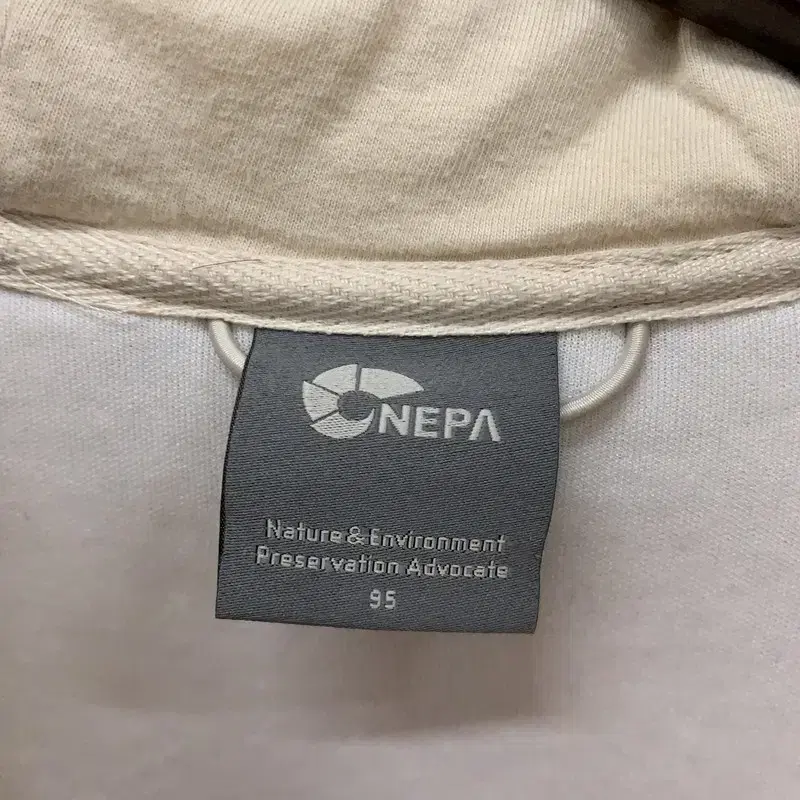 NEPA
Nature & Environment
Preservation Advocate
95